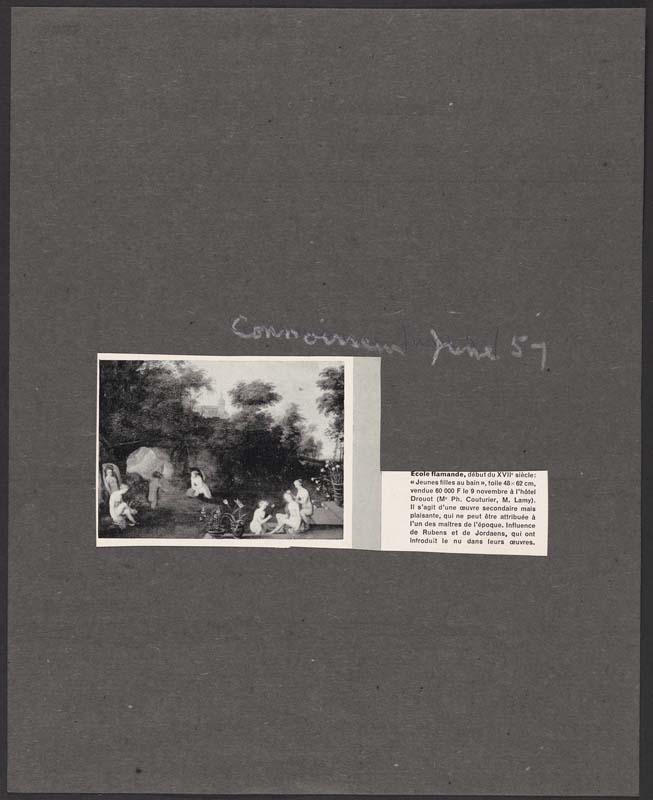 Connoisseur June 57
École flamande, début du XVIIᵉ siècle:
« Jeunes filles au bain », toile 48×62 cm,
vendue 60 000 F le 9 novembre à l'hôtel
Drouot (Mᵉ Ph. Couturier, M. Lamy).
Il s'agit d'une œuvre secondaire mais
plaisante, qui ne peut être attribuée à
l'un des maîtres de l'époque. Influence
de Rubens et de Jordaens, qui ont
introduit le nu dans leurs œuvres.